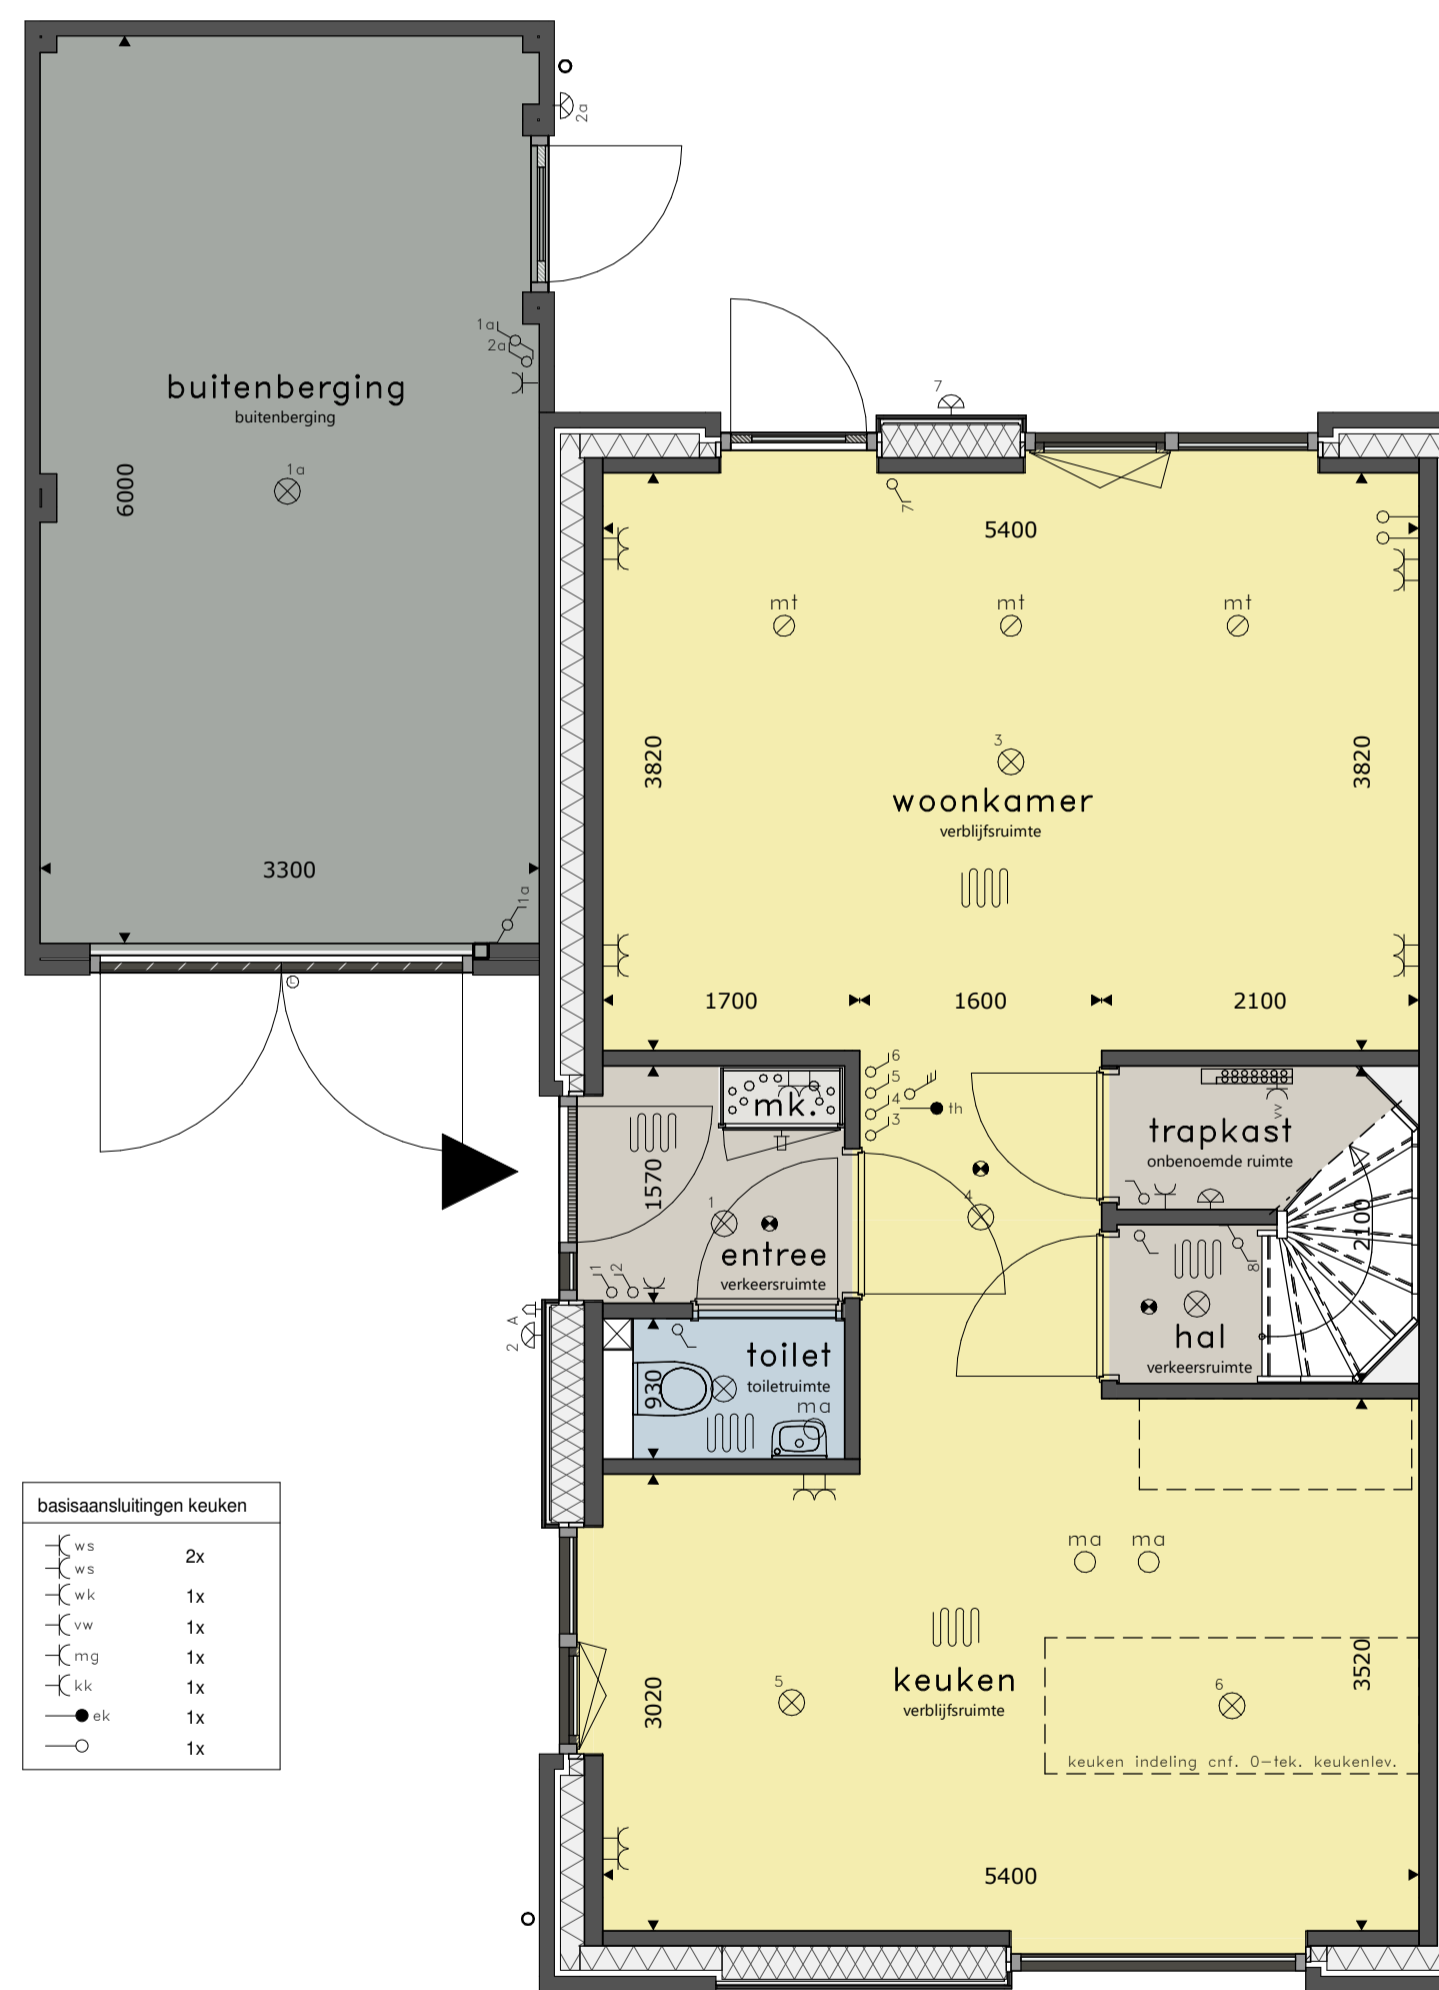 2a
1a
2a
buitenberging
buitenberging
1a
6000
3300
1a
7
7
5400
mt
mt
mt
3820
3820
3
woonkamer
verblijfsruimte
1700
1600
2100
6
5
4
3
th
mk.
1570
1
entree
verkeersruimte
1
2
4
trapkast
onbenoemde ruimte
vv
2100
8
hal
verkeersruimte
A
2
toilet
toiletruimte
930
ma
basisaansluitingen keuken
ws
ws 2x
wk 1x
vw 1x
mg 1x
kk 1x
ek 1x
1x
ma
ma
keuken
verblijfsruimte
3020
3520
5
6
keuken indeling cnf. 0-tek. keukenlev.
5400